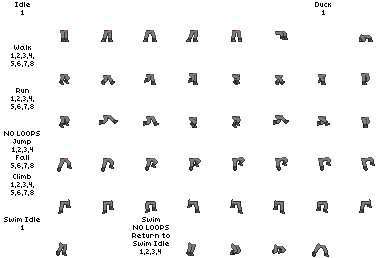 Idle
1
Duck
1
Walk
1,2,3,4,
5,6,7,8
Run
1,2,3,4,
5,6,7,8
NO LOOPS
Jump
1,2,3,4
Fall
5,6,7,8
Climb
1,2,3,4,
5,6,7,8
Swim Idle
1
Swim
NO LOOPS
Return to
Swim Idle
1,2,3,4